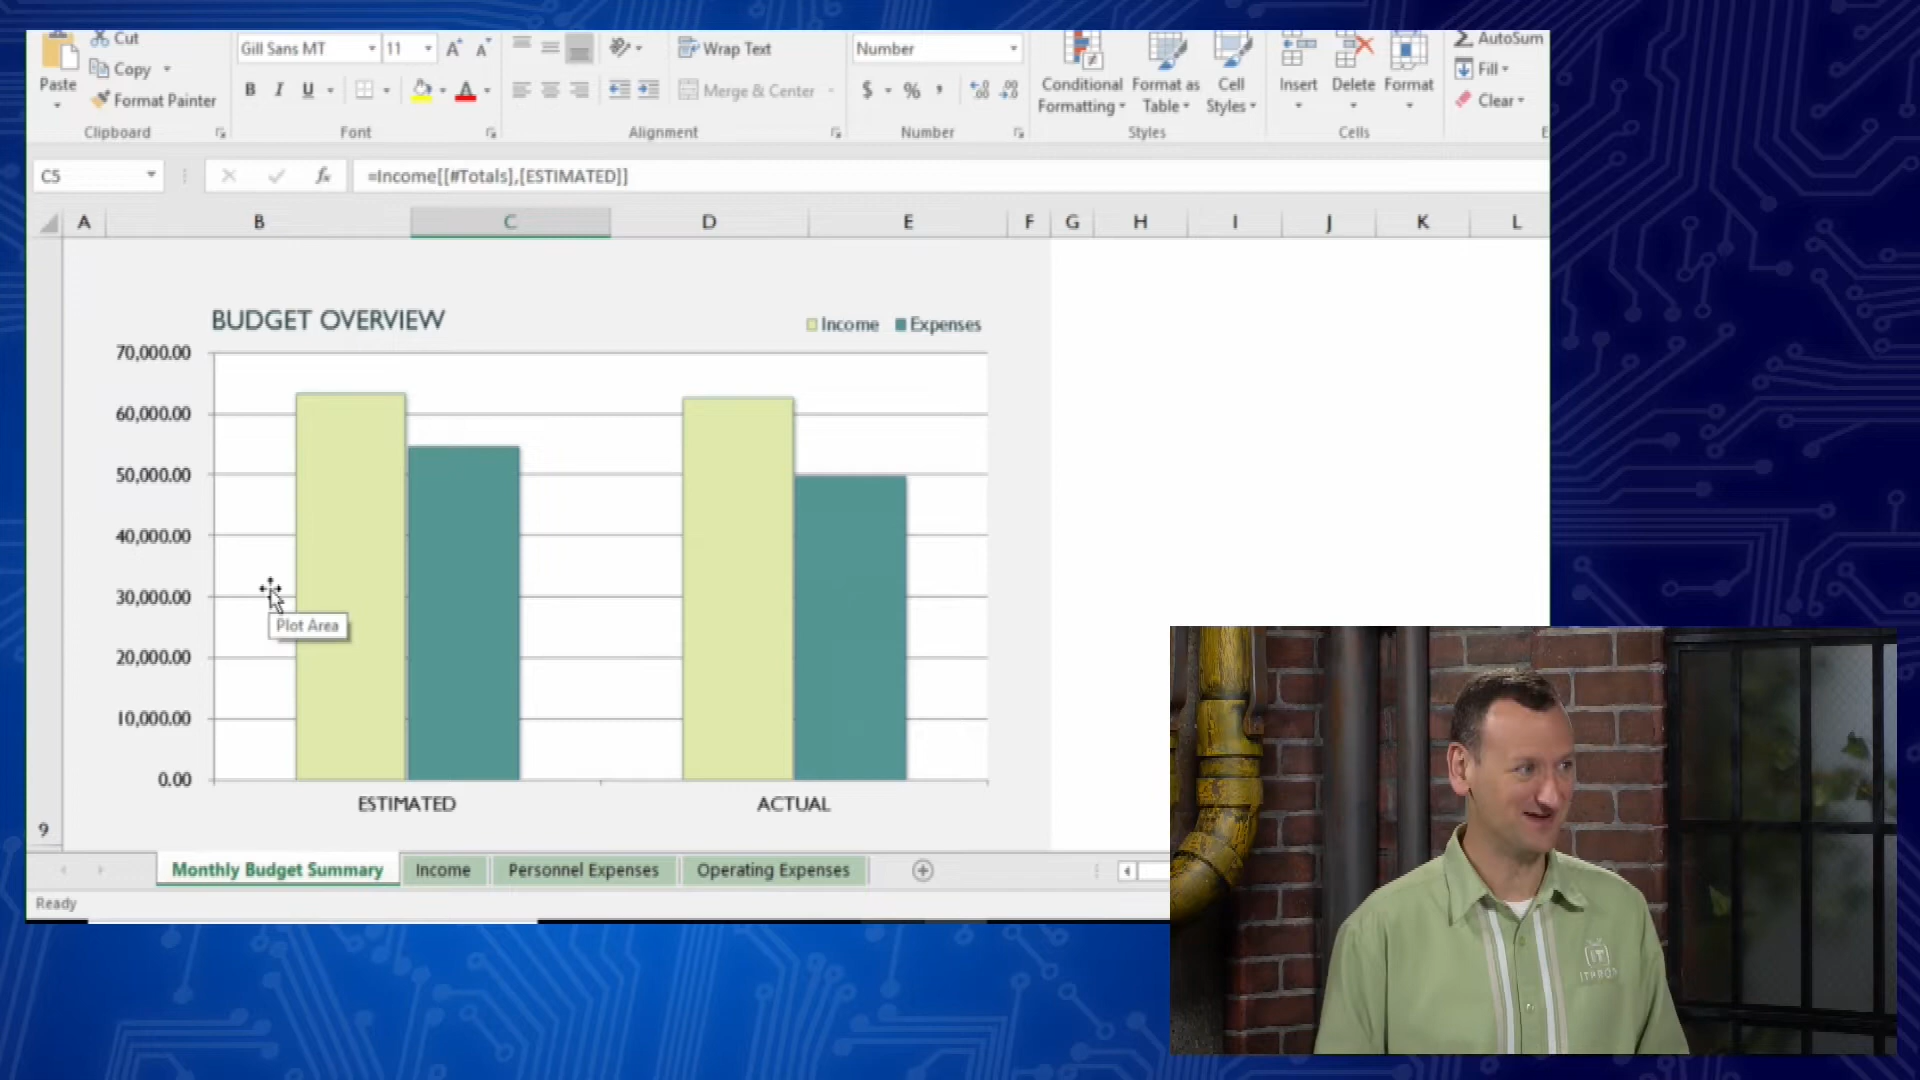 Cut
Gill Sans MT 11 Wrap Text Number AutoSum
Paste Copy Conditional Format as Cell Insert Delete Format Fill
B I U Merge & Center $ % , Formatting Table Styles
Format Painter Clear
Clipboard Font Alignment Number Styles Cells
C5 fx =Income[[#Totals],[ESTIMATED]]
A B C D E F G H I J K L
BUDGET OVERVIEW Income Expenses
70,000.00
60,000.00
50,000.00
40,000.00
30,000.00
Plot Area
20,000.00
10,000.00
0.00
ESTIMATED ACTUAL
9
Monthly Budget Summary Income Personnel Expenses Operating Expenses
Ready
IT
ITPROTV